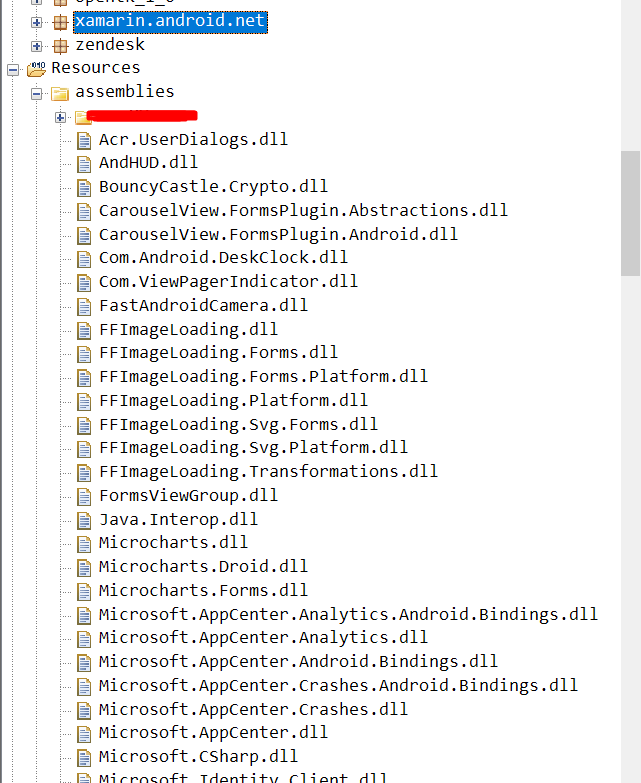 opentk_1_0
xamarin.android.net
zendesk
Resources
assemblies
Acr.UserDialogs.dll
AndHUD.dll
BouncyCastle.Crypto.dll
CarouselView.FormsPlugin.Abstractions.dll
CarouselView.FormsPlugin.Android.dll
Com.Android.DeskClock.dll
Com.ViewPagerIndicator.dll
FastAndroidCamera.dll
FFImageLoading.dll
FFImageLoading.Forms.dll
FFImageLoading.Forms.Platform.dll
FFImageLoading.Platform.dll
FFImageLoading.Svg.Forms.dll
FFImageLoading.Svg.Platform.dll
FFImageLoading.Transformations.dll
FormsViewGroup.dll
Java.Interop.dll
Microcharts.dll
Microcharts.Droid.dll
Microcharts.Forms.dll
Microsoft.AppCenter.Analytics.Android.Bindings.dll
Microsoft.AppCenter.Analytics.dll
Microsoft.AppCenter.Android.Bindings.dll
Microsoft.AppCenter.Crashes.Android.Bindings.dll
Microsoft.AppCenter.Crashes.dll
Microsoft.AppCenter.dll
Microsoft.CSharp.dll
Microsoft.Identity.Client.dll